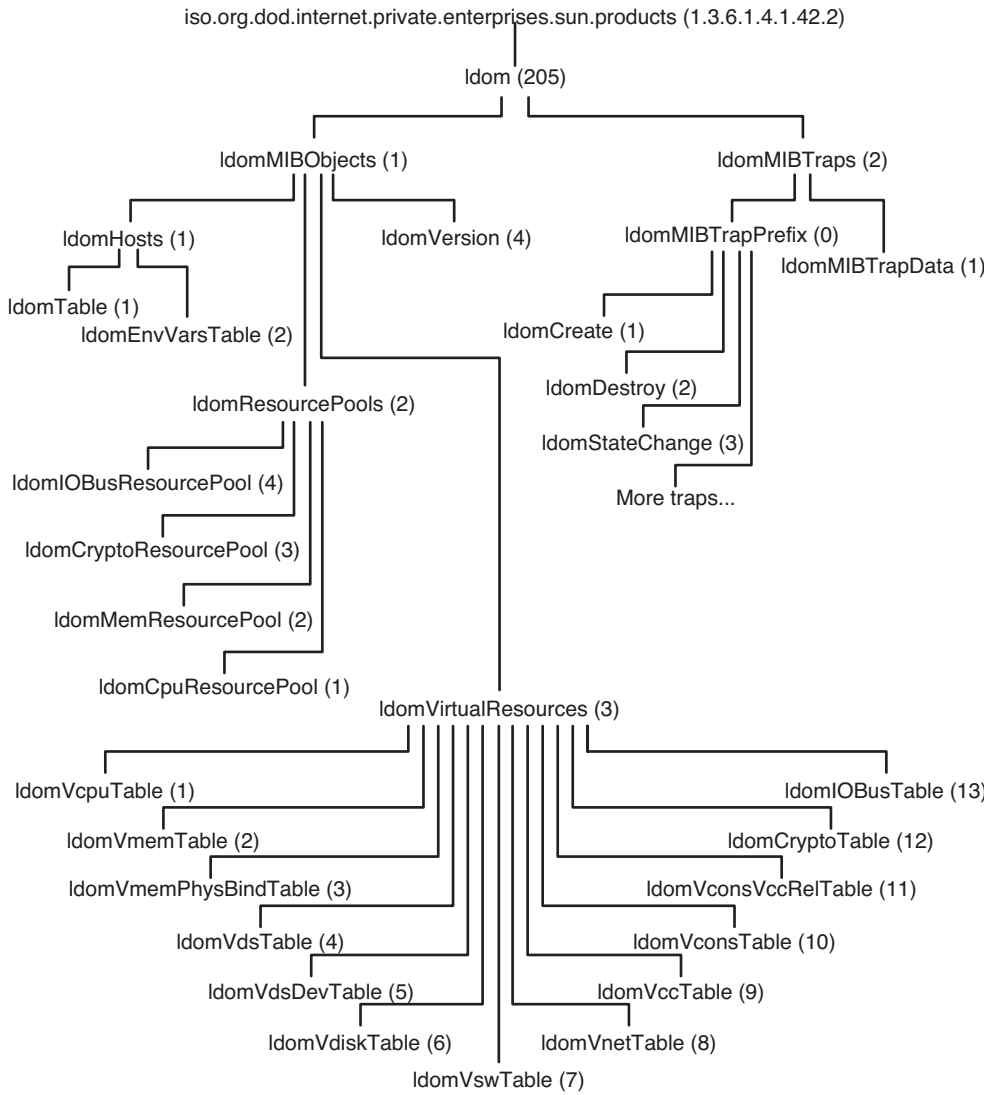 iso.org.dod.internet.private.enterprises.sun.products (1.3.6.1.4.1.42.2)
ldom (205)
ldomMIBObjects (1)
ldomMIBTraps (2)
ldomHosts (1)
ldomVersion (4)
ldomMIBTrapPrefix (0)
ldomMIBTrapData (1)
ldomTable (1)
ldomEnvVarsTable (2)
ldomCreate (1)
ldomDestroy (2)
ldomStateChange (3)
More traps...
ldomResourcePools (2)
ldomIOBusResourcePool (4)
ldomCryptoResourcePool (3)
ldomMemResourcePool (2)
ldomCpuResourcePool (1)
ldomVirtualResources (3)
ldomVcpuTable (1)
ldomIOBusTable (13)
ldomVmemTable (2)
ldomCryptoTable (12)
ldomVmemPhysBindTable (3)
ldomVconsVccRelTable (11)
ldomVdsTable (4)
ldomVconsTable (10)
ldomVdsDevTable (5)
ldomVccTable (9)
ldomVdiskTable (6)
ldomVnetTable (8)
ldomVswTable (7)